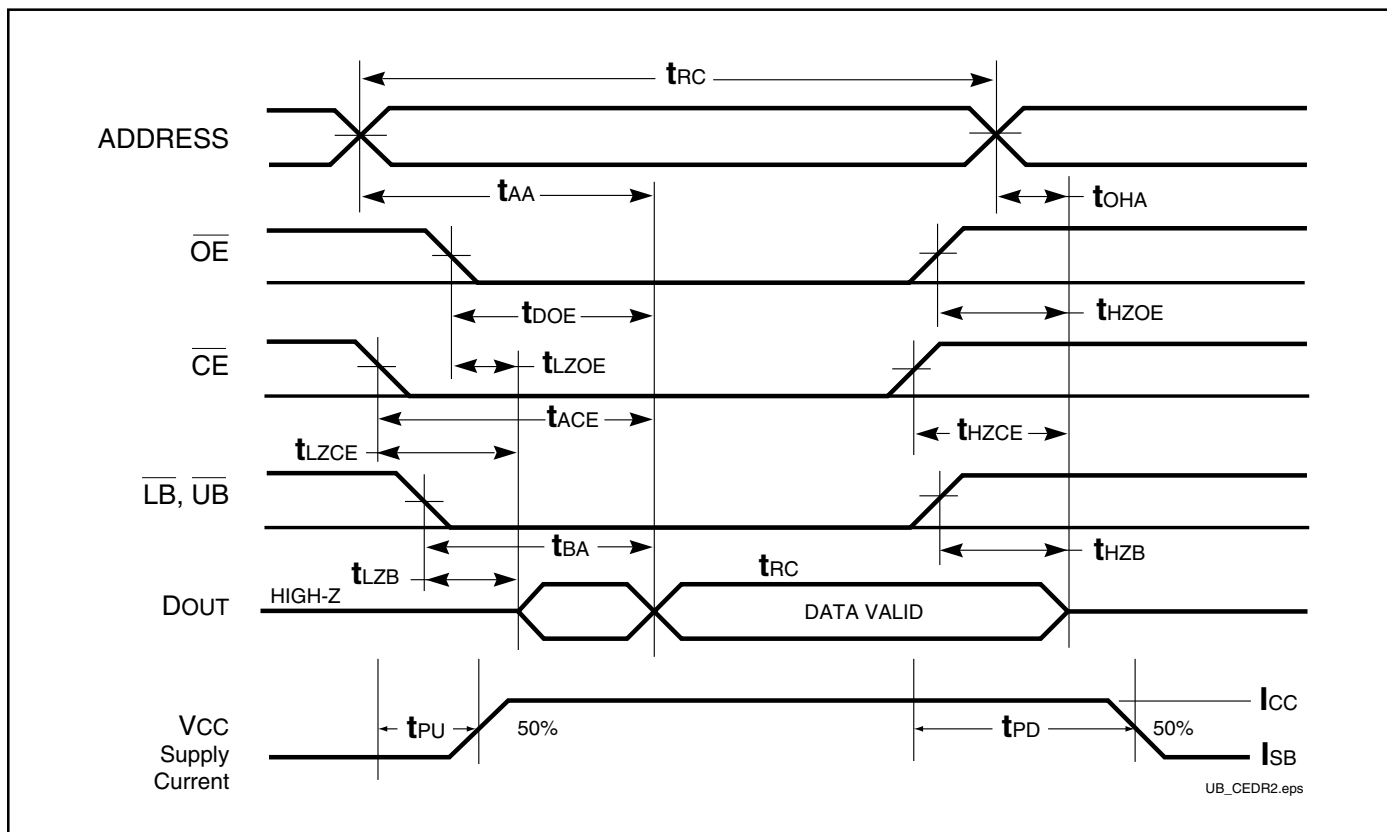 tRC
ADDRESS
tAA
tOHA
OE
tDOE
tHZOE
CE
tLZOE
tACE
tHZCE
tLZCE
LB, UB
tBA
tHZB
tLZB
tRC
DOUT
HIGH-Z
DATA VALID
ICC
VCC
Supply
Current
tPU
50%
tPD
50%
ISB
UB_CEDR2.eps